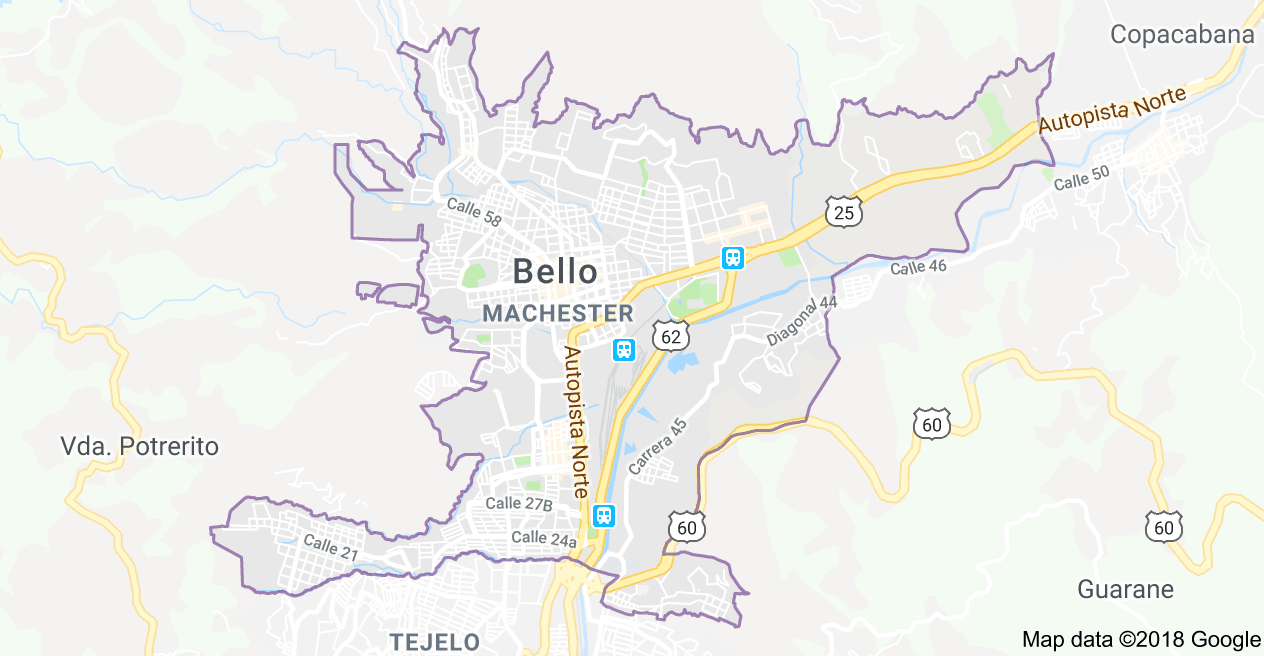 Copacabana
Autopista Norte
Calle 50
Calle 58
25
Bello
Calle 46
MACHESTER
Diagonal 44
62
Autopista Norte
60
Carrera 45
Vda. Potrerito
Calle 27B
60
60
Calle 24a
Calle 21
Guarane
TEJELO
Map data ©2018 Google